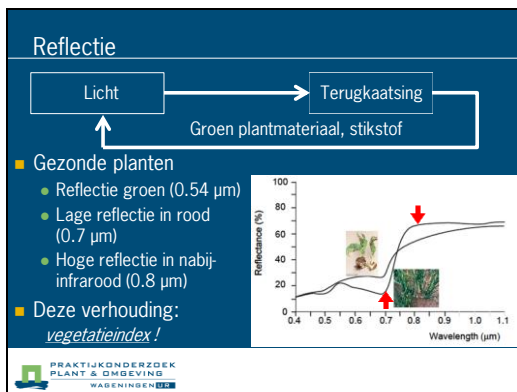 Reflectie
Licht
Terugkaatsing
Groen plantmateriaal, stikstof
Gezonde planten
Reflectie groen (0.54 µm)
Lage reflectie in rood
(0.7 µm)
Hoge reflectie in nabij-
infrarood (0.8 µm)
Deze verhouding:
vegetatieindex !
Reflectance (%)
100
80
60
40
20
0
0.4 0.5 0.6 0.7 0.8 0.9 1.0 1.1
Wavelength (µm)
PRAKTIJKONDERZOEK
PLANT & OMGEVING
WAGENINGEN UR